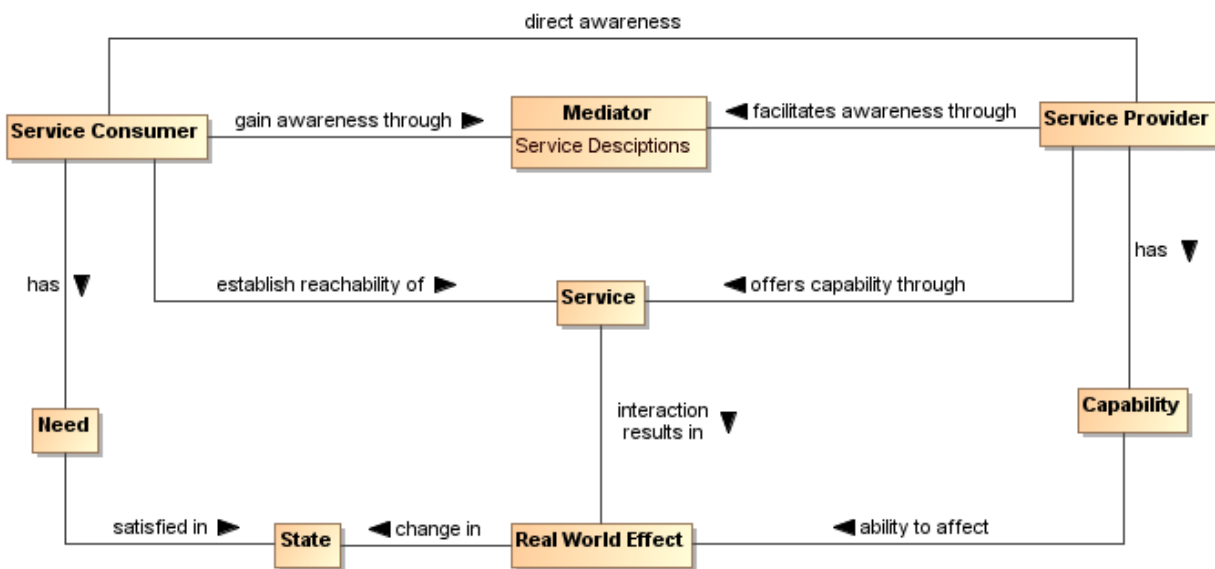 direct awareness
Service Consumer
gain awareness through
Mediator
Service Desciptions
facilitates awareness through
Service Provider
has
establish reachability of
Service
offers capability through
has
Need
interaction
results in
Capability
satisfied in
State
change in
Real World Effect
ability to affect